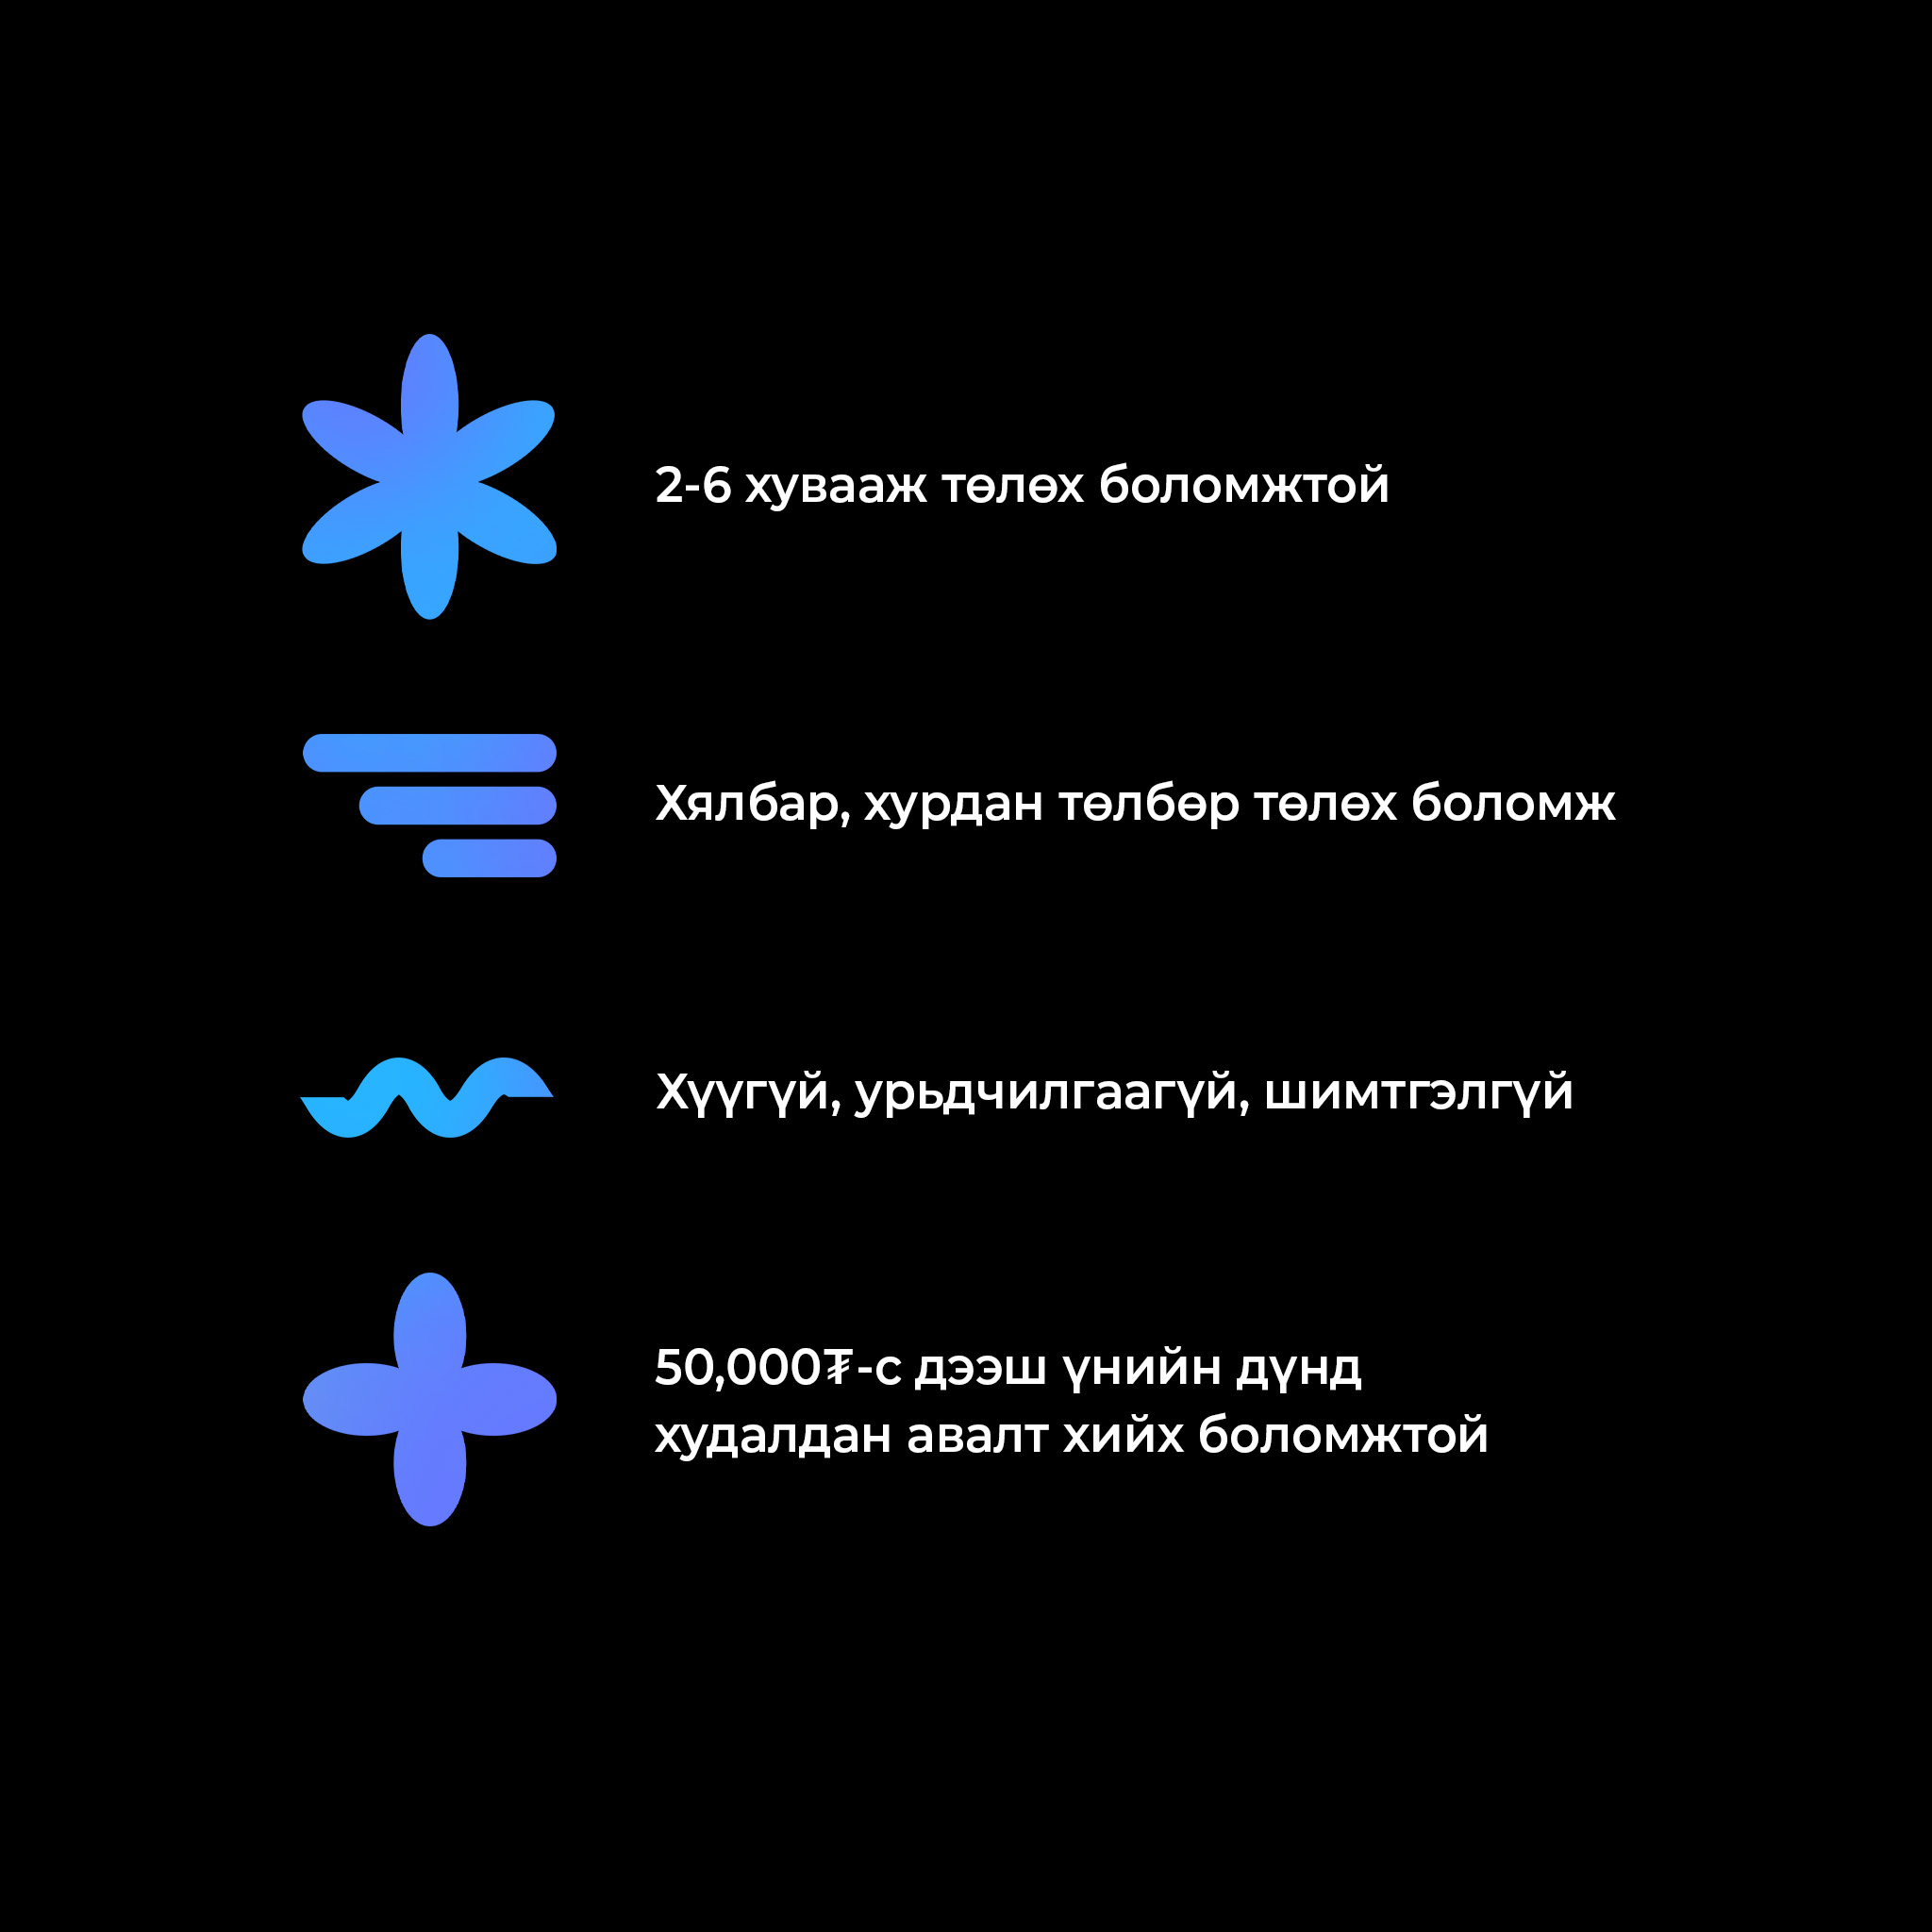 2-6 хувааж төлөх боломжтой
Хялбар, хурдан төлбөр төлөх боломж
Хүүгүй, урьдчилгаагүй, шимтгэлгүй
50,000₮-с дээш үнийн дүнд
худалдан авалт хийх боломжтой